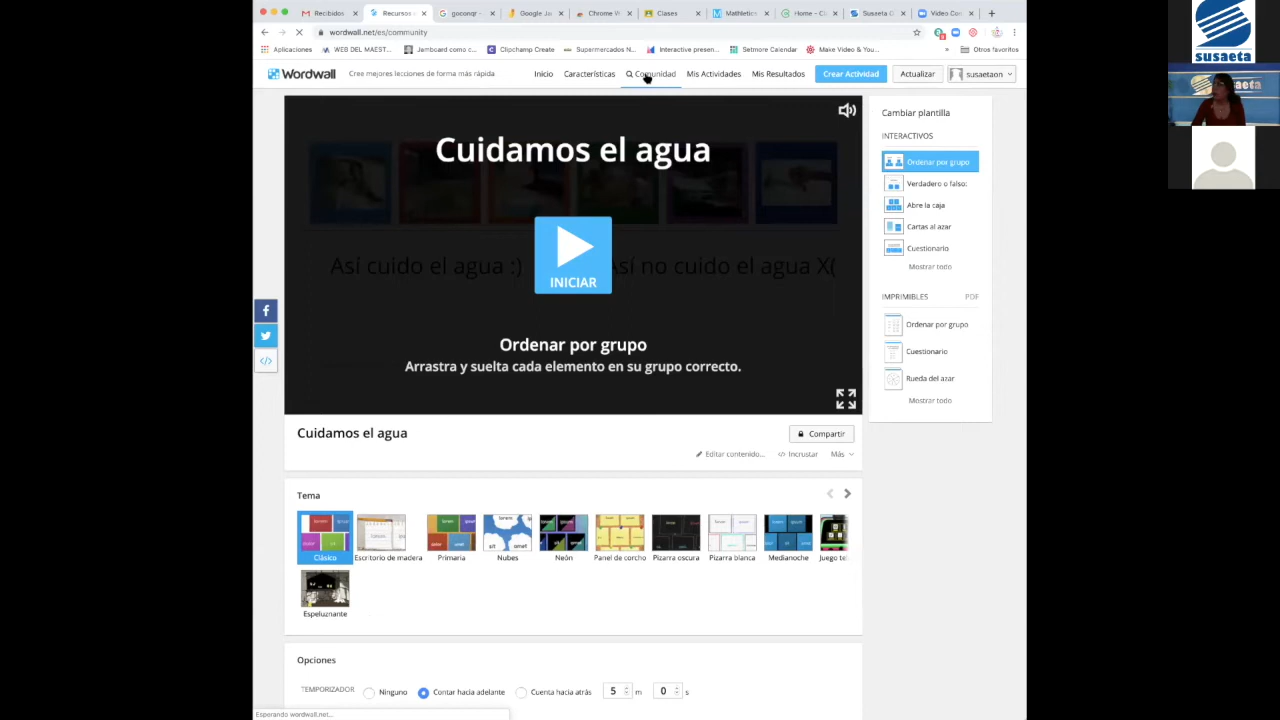 Recibidos
Recursos
goconqr -
Google Ja
Chrome W
Clases
Mathletics
Home - Cl
Susaeta O
Video Con
wordwall.net/es/community
Aplicaciones
WEB DEL MAEST...
Jamboard como c...
Clipchamp Create
Supermercados N...
Interactive presen...
Setmore Calendar
Make Video & You...
»
Otros favoritos
Wordwall
Cree mejores lecciones de forma más rápida
Inicio
Características
Comunidad
Mis Actividades
Mis Resultados
Crear Actividad
Actualizar
susaetaon
Cuidamos el agua
Así cuido el agua :)
Así no cuido el agua X(
INICIAR
Ordenar por grupo
Arrastra y suelta cada elemento en su grupo correcto.
Cambiar plantilla
INTERACTIVOS
Ordenar por grupo
Verdadero o falso:
Abre la caja
Cartas al azar
Cuestionario
Mostrar todo
IMPRIMIBLES PDF
Ordenar por grupo
Cuestionario
Rueda del azar
Mostrar todo
Cuidamos el agua
Compartir
Editar contenido...
</> Incrustar
Más
Tema
Clásico
Escritorio de madera
Primaria
Nubes
Neón
Panel de corcho
Pizarra oscura
Pizarra blanca
Medianoche
Juego te
Espeluznante
Opciones
TEMPORIZADOR
Ninguno
Contar hacia adelante
Cuenta hacia atrás
5 m 0 s
Esperando wordwall.net...
susaeta